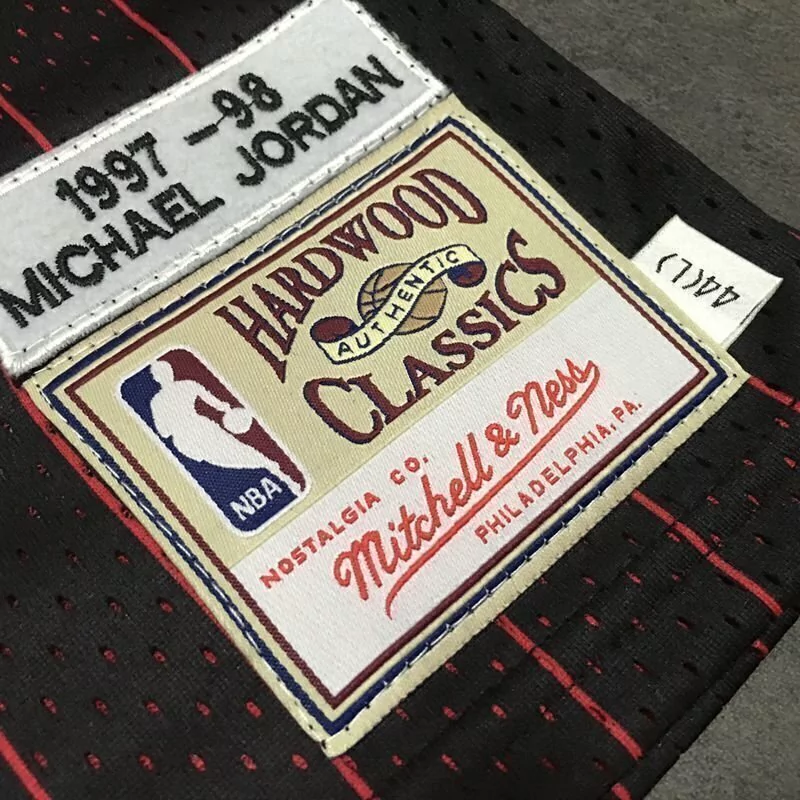 1997 -98
MICHAEL JORDAN
HARDWOOD
AUTHENTIC
CLASSICS
NBA
NOSTALGIA CO.
Mitchell & Ness
PHILADELPHIA, PA.
44(L)